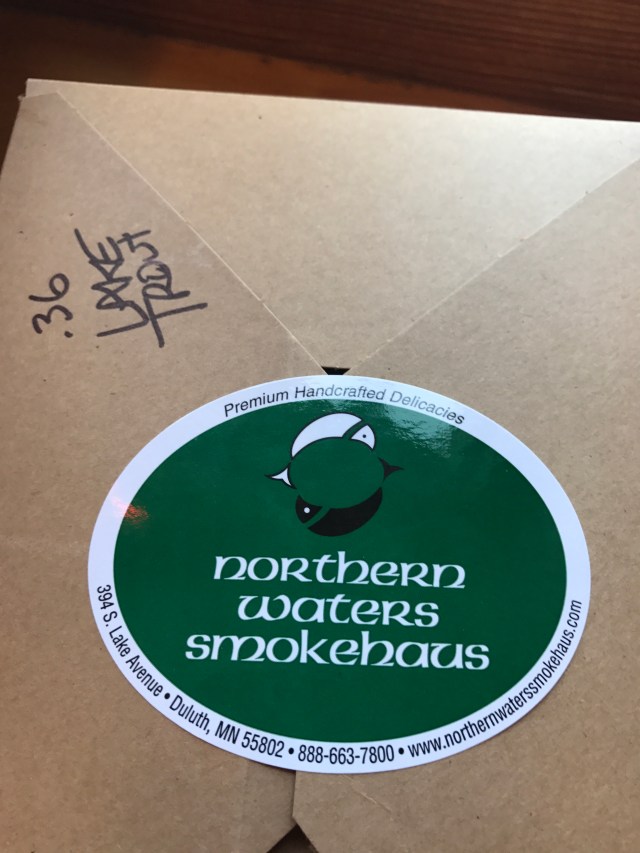 .36
LAKE
TROUT
Premium Handcrafted Delicacies
northern
waters
smokehaus
394 S. Lake Avenue • Duluth, MN 55802 • 888-663-7800 • www.northernwaterssmokehaus.com